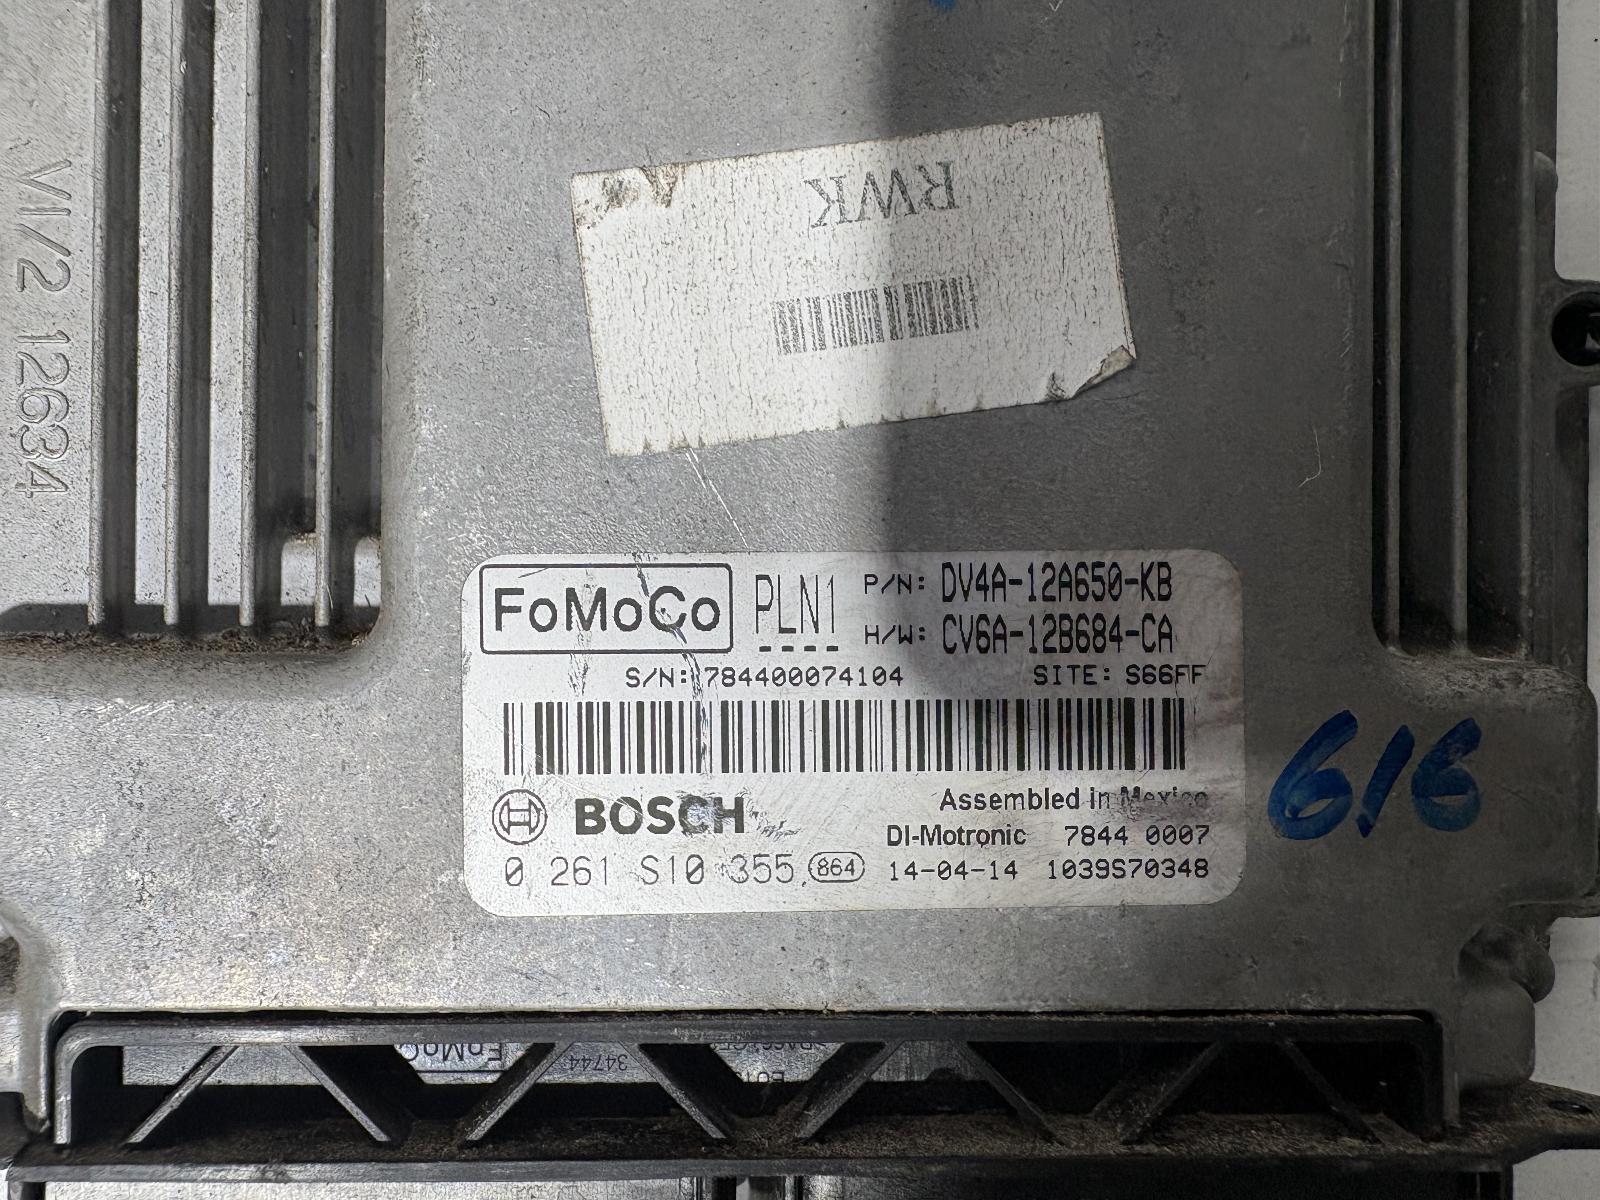 VI/2 12634
RWK
FoMoCo
PLN1
P/N: DV4A-12A650-KB
H/W: CV6A-12B684-CA
S/N: 784400074104
SITE: S66FF
BOSCH
Assembled in Mexico
DI-Motronic 7844 0007
0 261 S10 355 864
14-04-14 1039S70348
616
FoMoC
34744